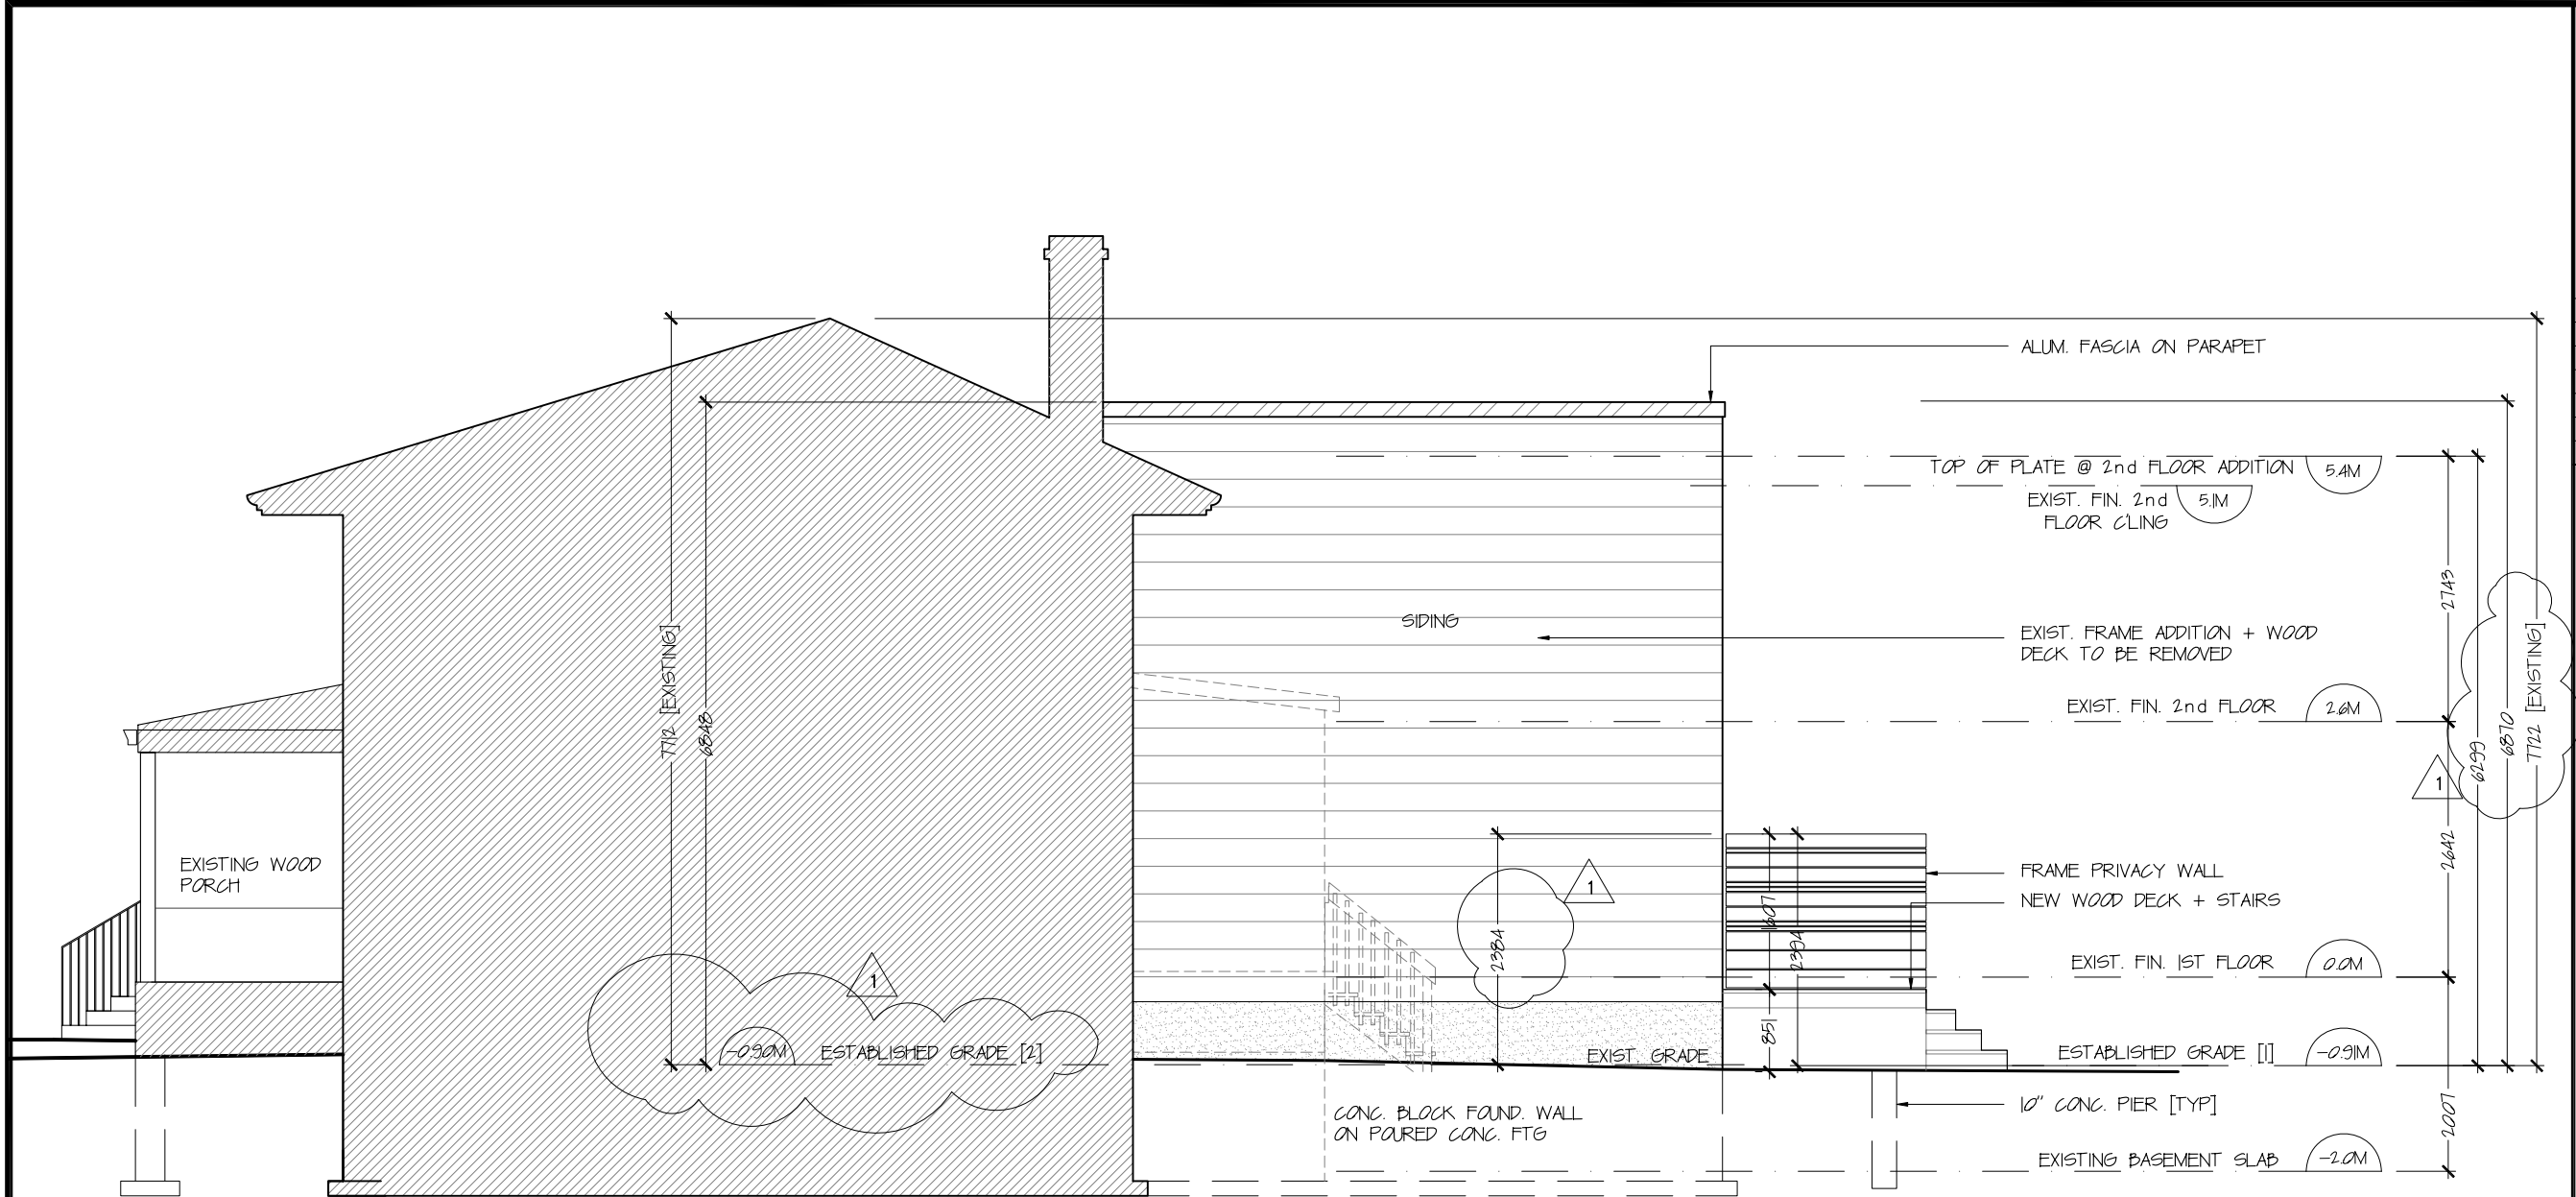 ALUM. FASCIA ON PARAPET
TOP OF PLATE @ 2nd FLOOR ADDITION
5.4M
EXIST. FIN. 2nd
FLOOR C'LING
5.1M
2743
SIDING
EXIST. FRAME ADDITION + WOOD
DECK TO BE REMOVED
7712 [EXISTING]
6848
EXIST. FIN. 2nd FLOOR
2.6M
6299
6870
7722 [EXISTING]
1
2642
EXISTING WOOD
PORCH
1
2384
1607
2394
FRAME PRIVACY WALL
NEW WOOD DECK + STAIRS
EXIST. FIN. 1ST FLOOR
0.0M
1
-0.90M
ESTABLISHED GRADE [2]
EXIST. GRADE
851
ESTABLISHED GRADE [1]
-0.91M
CONC. BLOCK FOUND. WALL
ON POURED CONC. FTG
10" CONC. PIER [TYP]
2007
EXISTING BASEMENT SLAB
-2.0M